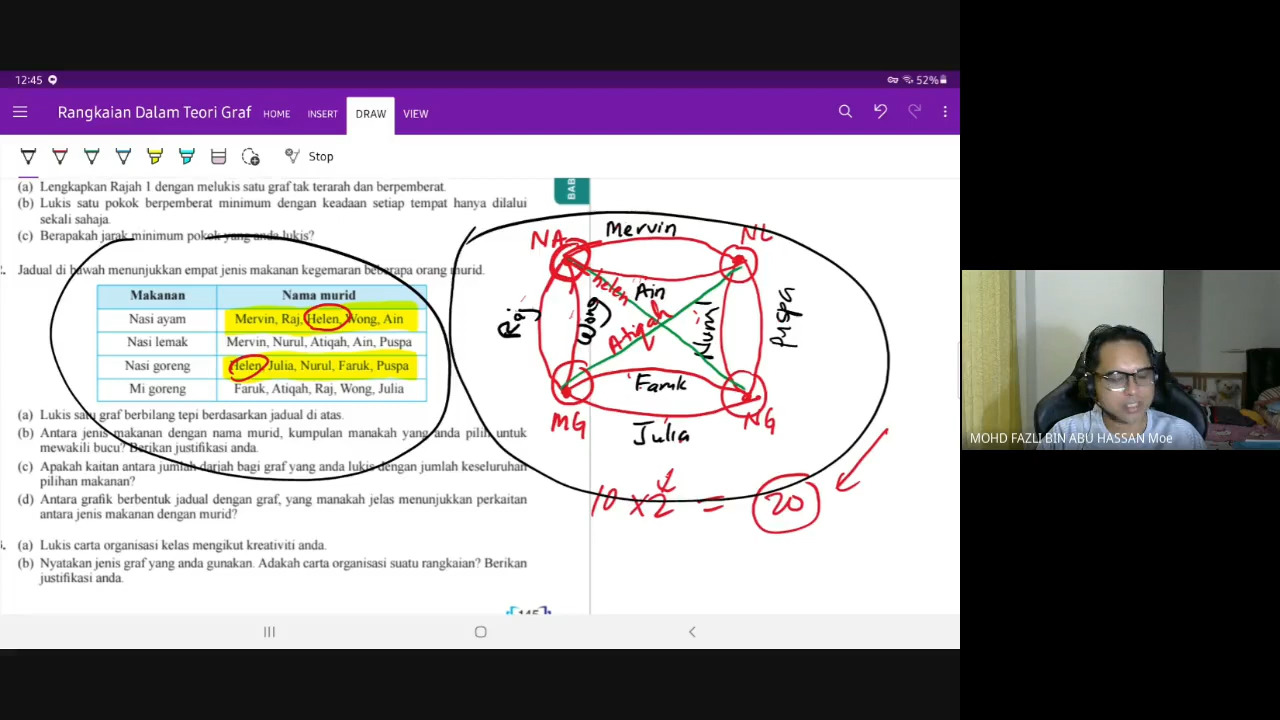 12:45
52%
Rangkaian Dalam Teori Graf
HOME
INSERT
DRAW
VIEW
Stop
(a) Lengkapkan Rajah 1 dengan melukis satu graf tak terarah dan berpemberat.
(b) Lukis satu pokok berpemberat minimum dengan keadaan setiap tempat hanya dilalui
sekali sahaja.
(c) Berapakah jarak minimum pokok yang anda lukis?
BAB
Jadual di bawah menunjukkan empat jenis makanan kegemaran beberapa orang murid.
Makanan Nama murid
Nasi ayam Mervin, Raj, Helen, Wong, Ain
Nasi lemak Mervin, Nurul, Atiqah, Ain, Puspa
Nasi goreng Helen, Julia, Nurul, Faruk, Puspa
Mi goreng Faruk, Atiqah, Raj, Wong, Julia
(a) Lukis satu graf berbilang tepi berdasarkan jadual di atas.
(b) Antara jenis makanan dengan nama murid, kumpulan manakah yang anda pilih untuk
mewakili bucu? Berikan justifikasi anda.
(c) Apakah kaitan antara jumlah darjah bagi graf yang anda lukis dengan jumlah keseluruhan
pilihan makanan?
(d) Antara grafik berbentuk jadual dengan graf, yang manakah jelas menunjukkan perkaitan
antara jenis makanan dengan murid?
(a) Lukis carta organisasi kelas mengikut kreativiti anda.
(b) Nyatakan jenis graf yang anda gunakan. Adakah carta organisasi suatu rangkaian? Berikan
justifikasi anda.
NA
Mervin
NL
Helen
Ain
Raj
Wong
Atiqah
Nurul
Puspa
Faruk
MG
NG
Julia
10 x 2 = 20
MOHD FAZLI BIN ABU HASSAN Moe